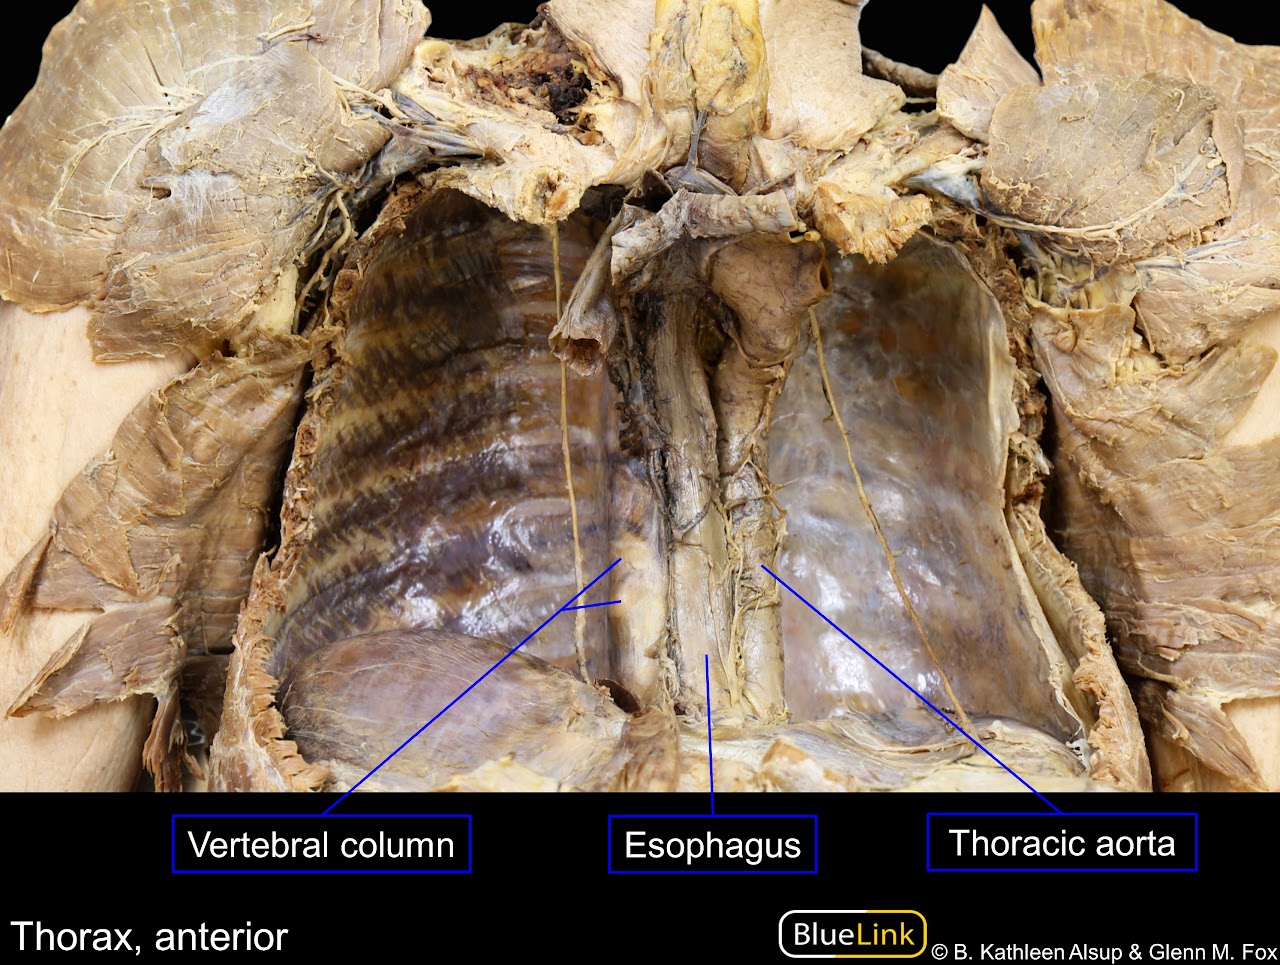 Vertebral column
Esophagus
Thoracic aorta
Thorax, anterior
BlueLink
© B. Kathleen Alsup & Glenn M. Fox